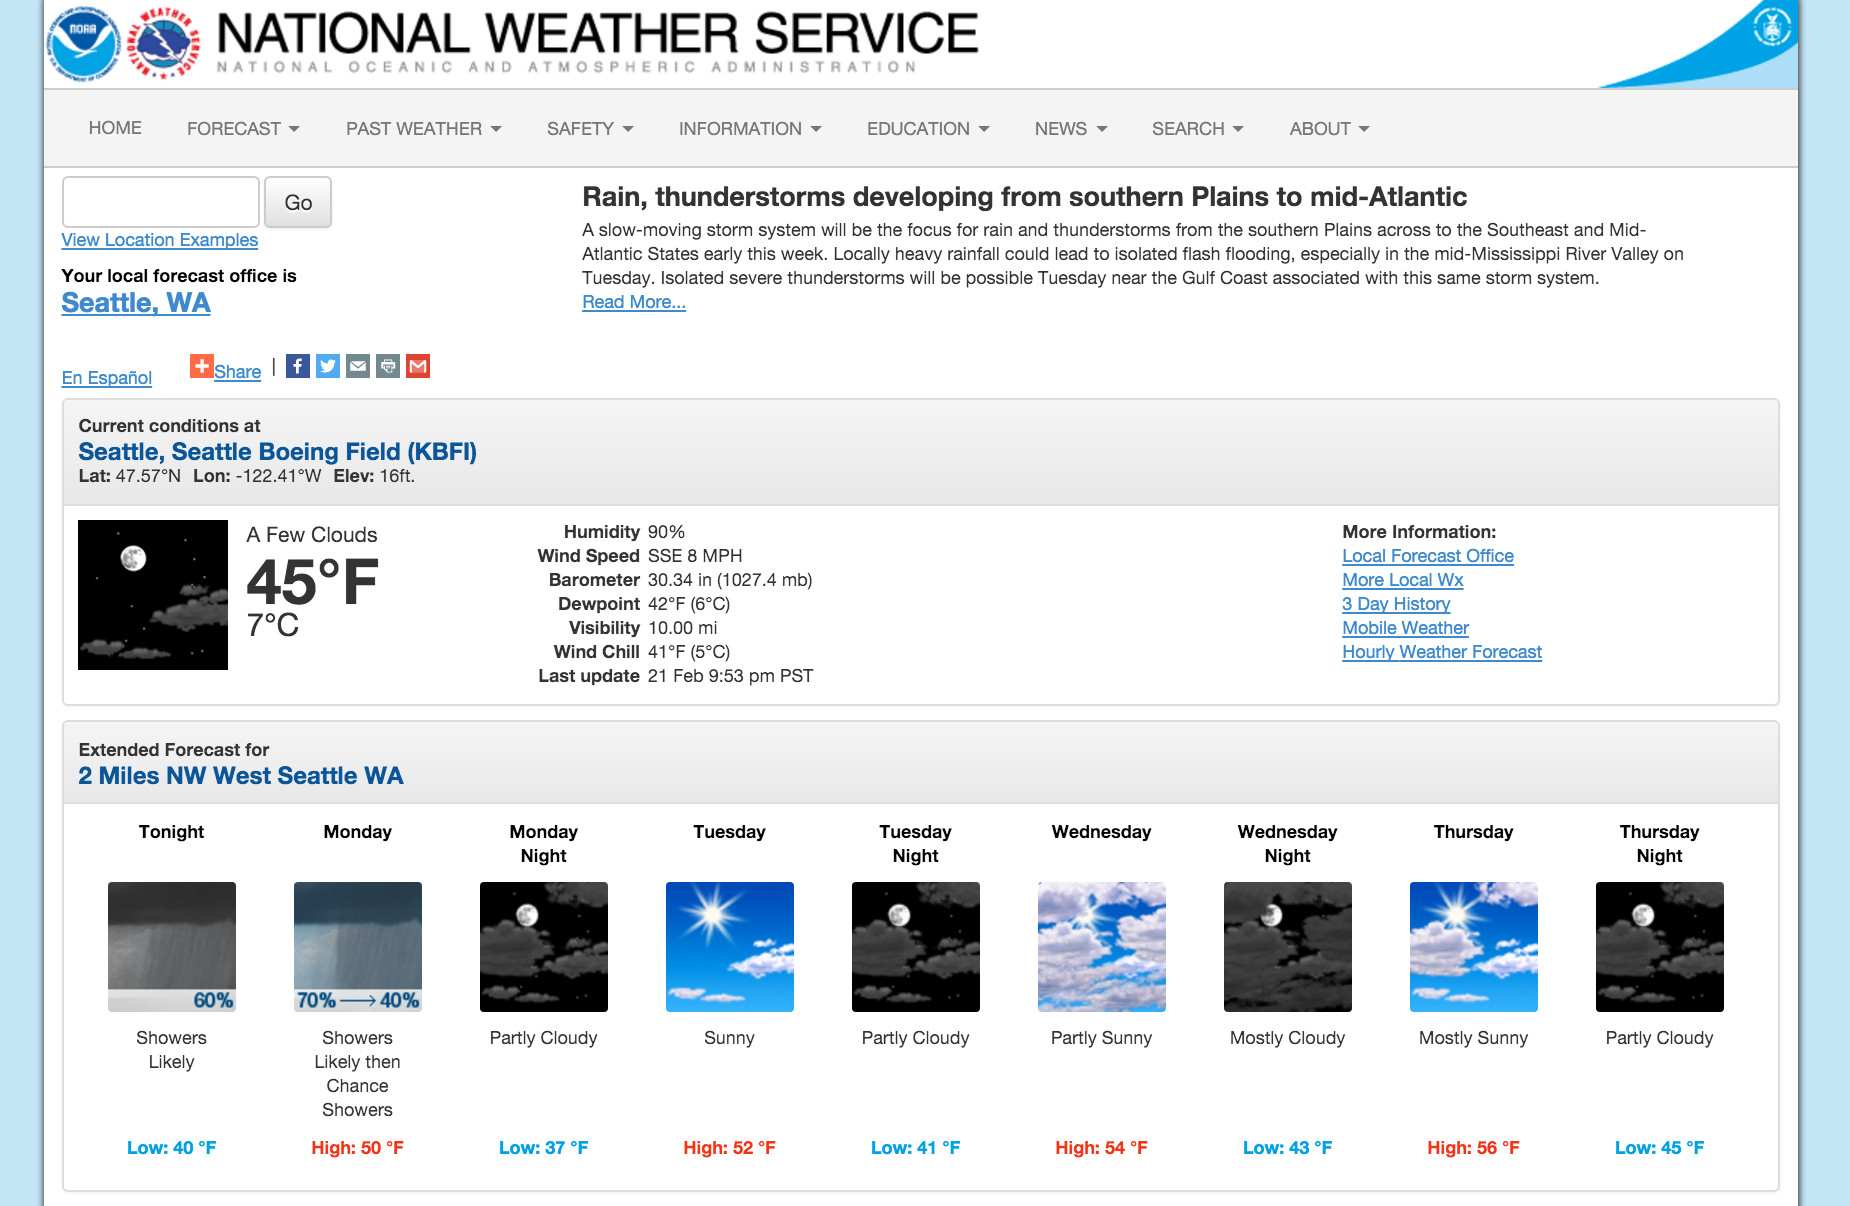 NOAA
NATIONAL WEATHER SERVICE
NATIONAL OCEANIC AND ATMOSPHERIC ADMINISTRATION
HOME FORECAST PAST WEATHER SAFETY INFORMATION EDUCATION NEWS SEARCH ABOUT
Go
View Location Examples
Your local forecast office is
Seattle, WA
En Español
Share |
Rain, thunderstorms developing from southern Plains to mid-Atlantic
A slow-moving storm system will be the focus for rain and thunderstorms from the southern Plains across to the Southeast and Mid-
Atlantic States early this week. Locally heavy rainfall could lead to isolated flash flooding, especially in the mid-Mississippi River Valley on
Tuesday. Isolated severe thunderstorms will be possible Tuesday near the Gulf Coast associated with this same storm system.
Read More...
Current conditions at
Seattle, Seattle Boeing Field (KBFI)
Lat: 47.57°N Lon: -122.41°W Elev: 16ft.
A Few Clouds
45°F
7°C
Humidity 90%
Wind Speed SSE 8 MPH
Barometer 30.34 in (1027.4 mb)
Dewpoint 42°F (6°C)
Visibility 10.00 mi
Wind Chill 41°F (5°C)
Last update 21 Feb 9:53 pm PST
More Information:
Local Forecast Office
More Local Wx
3 Day History
Mobile Weather
Hourly Weather Forecast
Extended Forecast for
2 Miles NW West Seattle WA
Tonight
60%
Showers
Likely
Low: 40 °F
Monday
70% → 40%
Showers
Likely then
Chance
Showers
High: 50 °F
Monday
Night
Partly Cloudy
Low: 37 °F
Tuesday
Sunny
High: 52 °F
Tuesday
Night
Partly Cloudy
Low: 41 °F
Wednesday
Partly Sunny
High: 54 °F
Wednesday
Night
Mostly Cloudy
Low: 43 °F
Thursday
Mostly Sunny
High: 56 °F
Thursday
Night
Partly Cloudy
Low: 45 °F